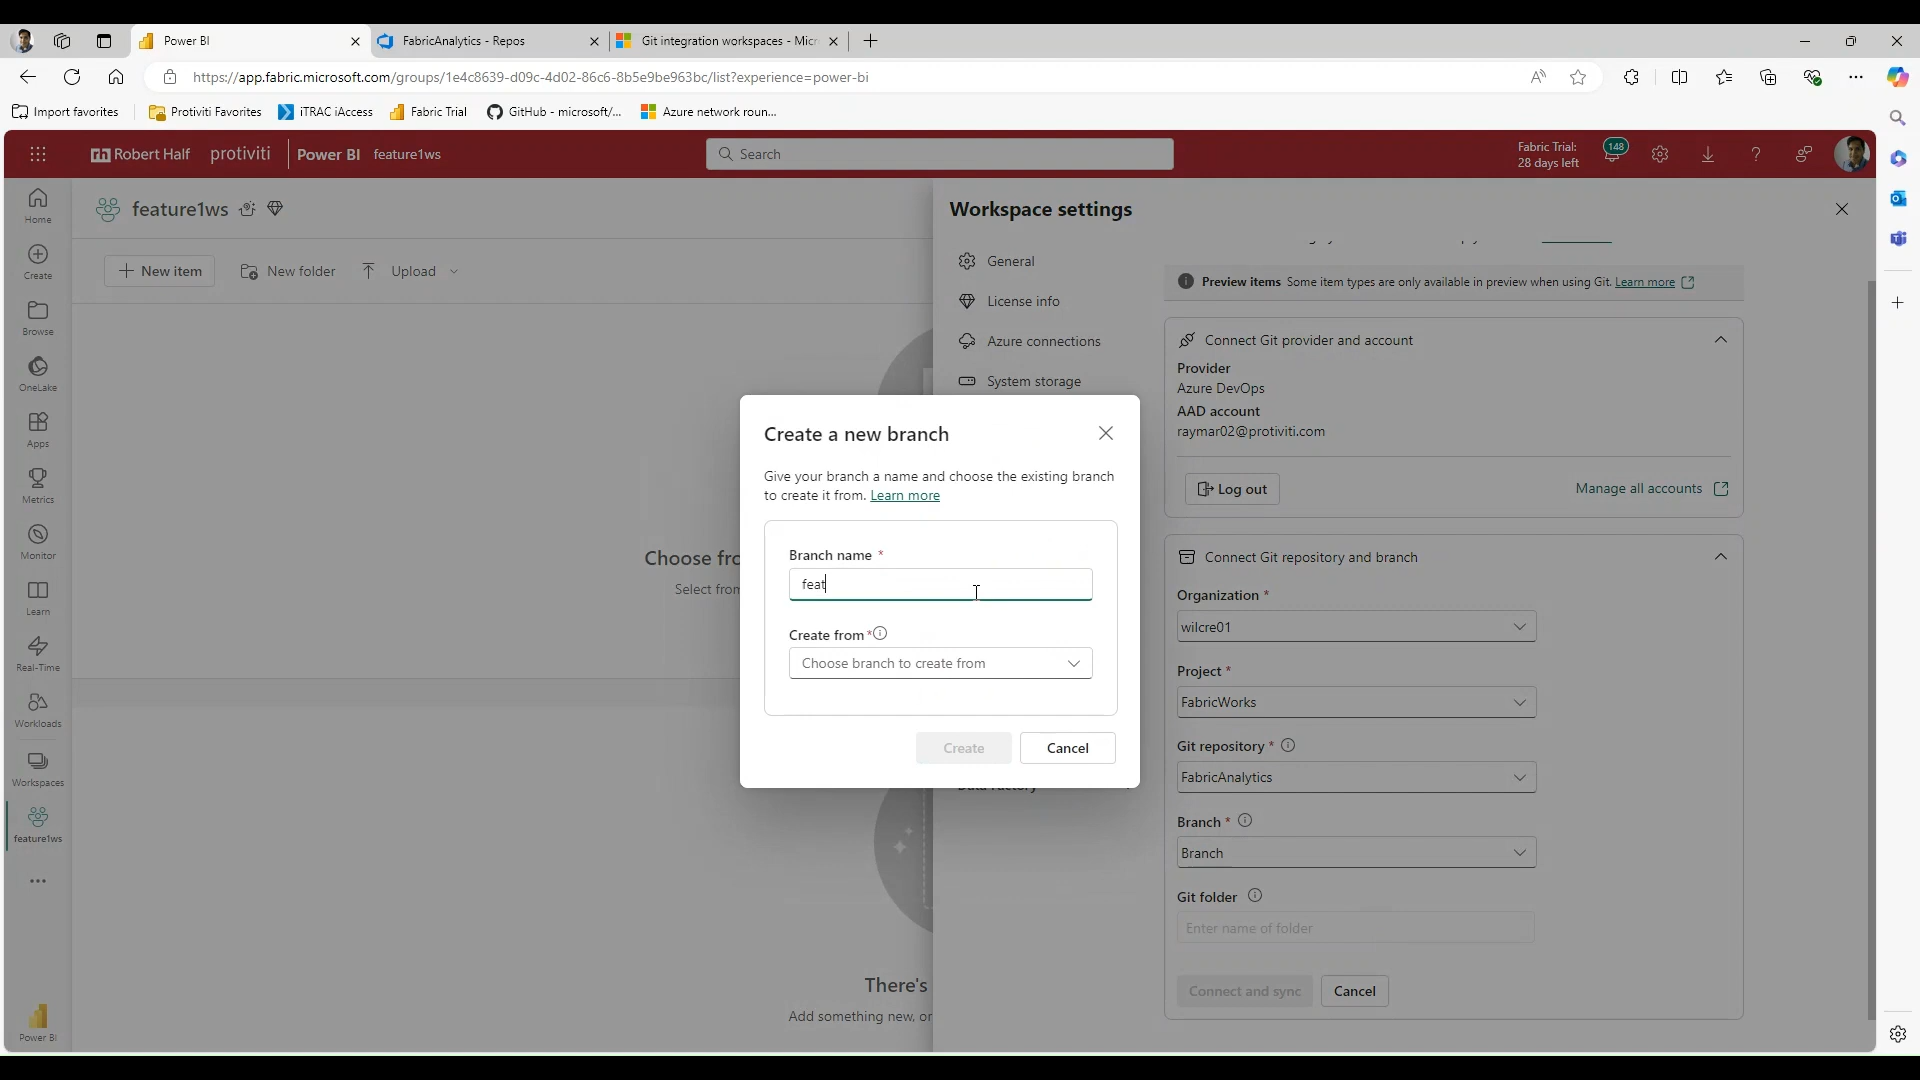 Power BI
FabricAnalytics - Repos
Git integration workspaces - Micr
https://app.fabric.microsoft.com/groups/1e4c8639-d09c-4d02-86c6-8b5e9be963bc/list?experience=power-bi
Import favorites
Protiviti Favorites
iTRAC iAccess
Fabric Trial
GitHub - microsoft/...
Azure network roun...
rh Robert Half
protiviti
Power BI
feature1ws
Search
Fabric Trial:
28 days left
148
Home
Create
Browse
OneLake
Apps
Metrics
Monitor
Learn
Real-Time
Workloads
Workspaces
feature1ws
Power BI
feature1ws
New item
New folder
Upload
Choose fro
Select from
There's
Add something new, or
Workspace settings
General
License info
Azure connections
System storage
Preview items Some item types are only available in preview when using Git. Learn more
Connect Git provider and account
Provider
Azure DevOps
AAD account
raymar02@protiviti.com
Log out
Manage all accounts
Connect Git repository and branch
Organization *
wilcre01
Project *
FabricWorks
Git repository *
FabricAnalytics
Branch *
Branch
Git folder
Enter name of folder
Connect and sync
Cancel
Create a new branch
Give your branch a name and choose the existing branch
to create it from. Learn more
Branch name *
feat
Create from *
Choose branch to create from
Create
Cancel